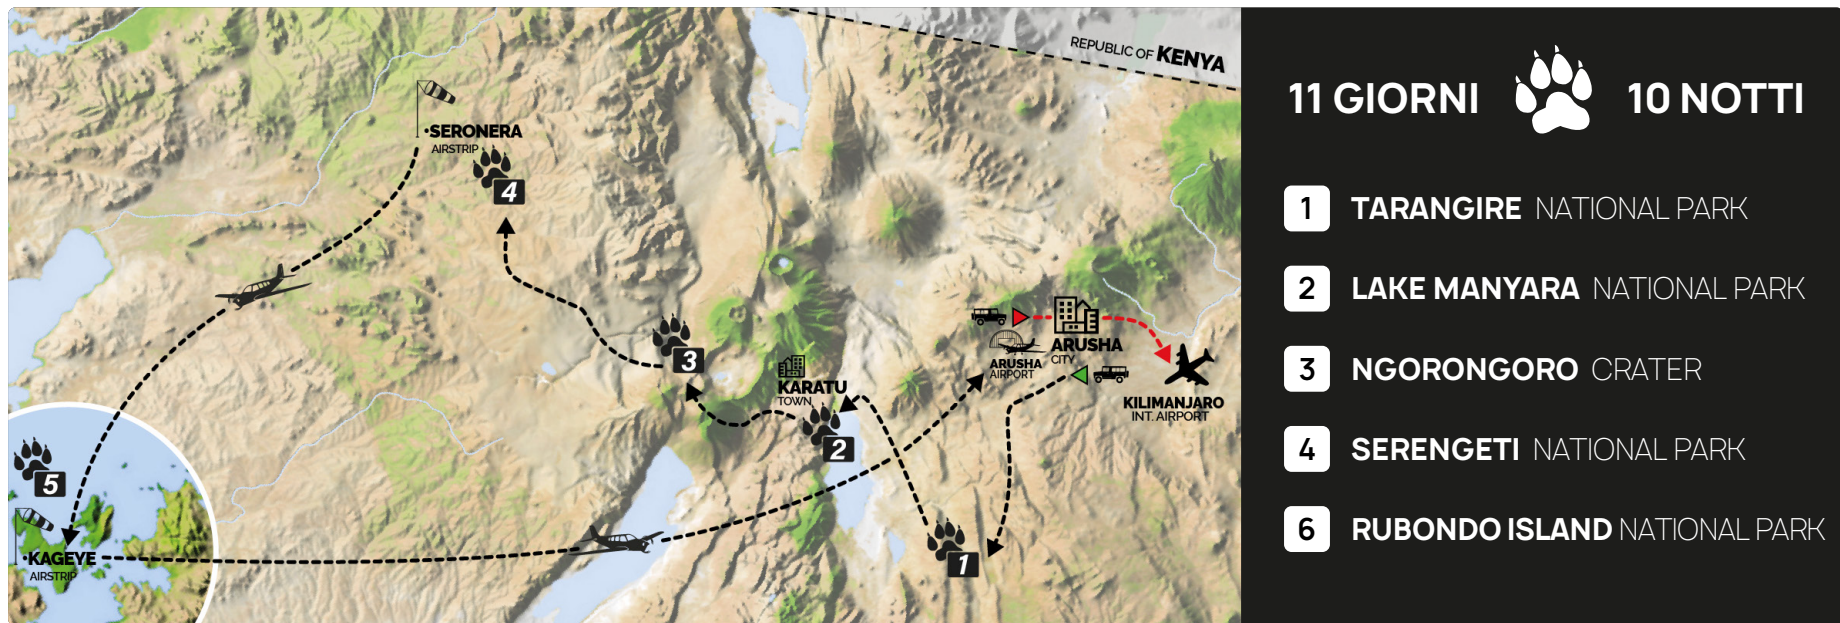 REPUBLIC OF KENYA
SERONERA
AIRSTRIP
4
3
KARATU
TOWN
2
ARUSHA
AIRPORT
ARUSHA
CITY
KILIMANJARO
INT. AIRPORT
5
KAGEYE
AIRSTRIP
1
11 GIORNI
10 NOTTI
1 TARANGIRE NATIONAL PARK
2 LAKE MANYARA NATIONAL PARK
3 NGORONGORO CRATER
4 SERENGETI NATIONAL PARK
6 RUBONDO ISLAND NATIONAL PARK